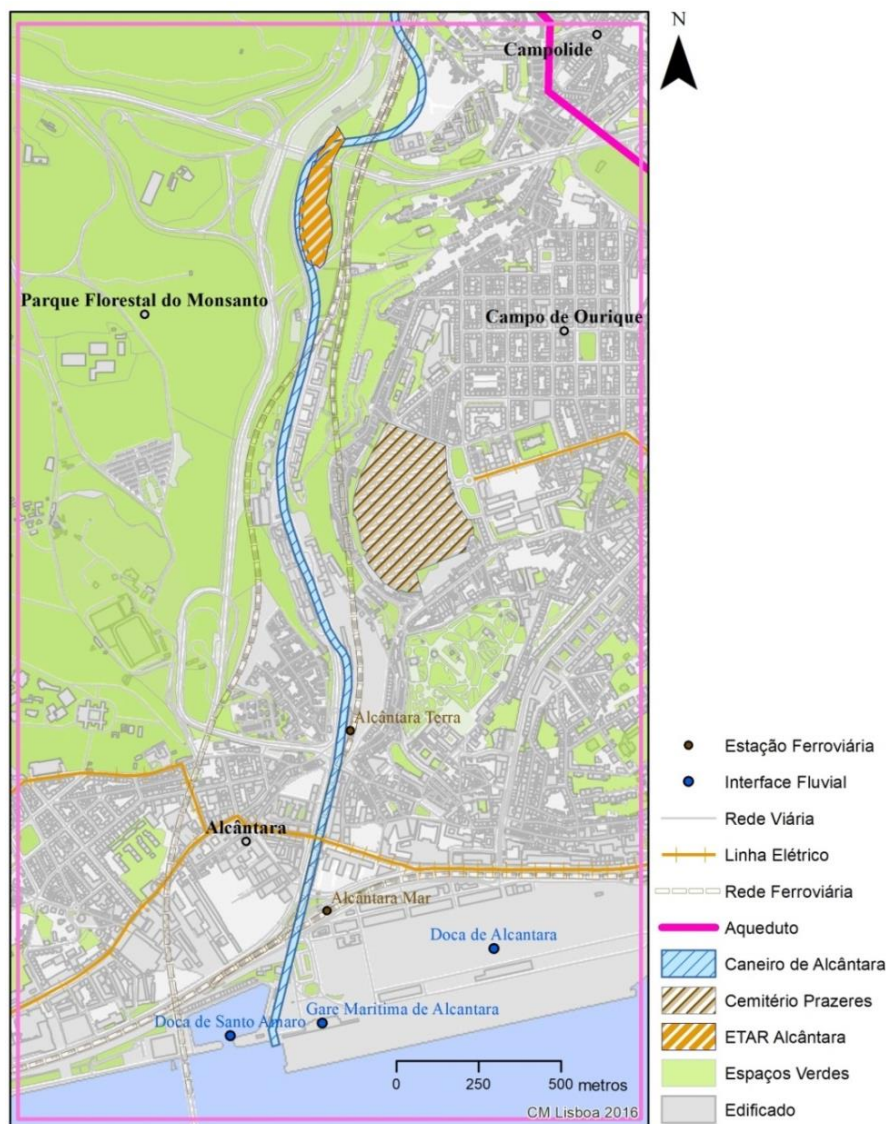 N
Campolide
Parque Florestal do Monsanto
Campo de Ourique
Alcântara Terra
Alcântara
Alcântara Mar
Doca de Alcantara
Gare Maritima de Alcantara
Doca de Santo Amaro
0 250 500 metros
CM Lisboa 2016
Estação Ferroviária
Interface Fluvial
Rede Viária
Linha Elétrico
Rede Ferroviária
Aqueduto
Caneiro de Alcântara
Cemitério Prazeres
ETAR Alcântara
Espaços Verdes
Edificado